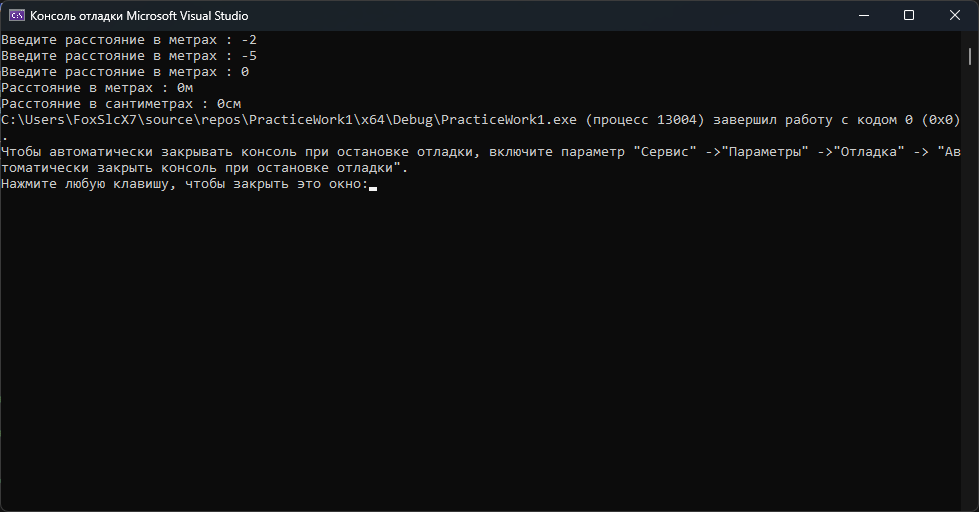 Консоль отладки Microsoft Visual Studio
Введите расстояние в метрах : -2
Введите расстояние в метрах : -5
Введите расстояние в метрах : 0
Расстояние в метрах : 0м
Расстояние в сантиметрах : 0см
C:\Users\FoxSlcX7\source\repos\PracticeWork1\x64\Debug\PracticeWork1.exe (процесс 13004) завершил работу с кодом 0 (0x0)
.
Чтобы автоматически закрывать консоль при остановке отладки, включите параметр "Сервис" ->"Параметры" ->"Отладка" -> "Ав
томатически закрыть консоль при остановке отладки".
Нажмите любую клавишу, чтобы закрыть это окно: